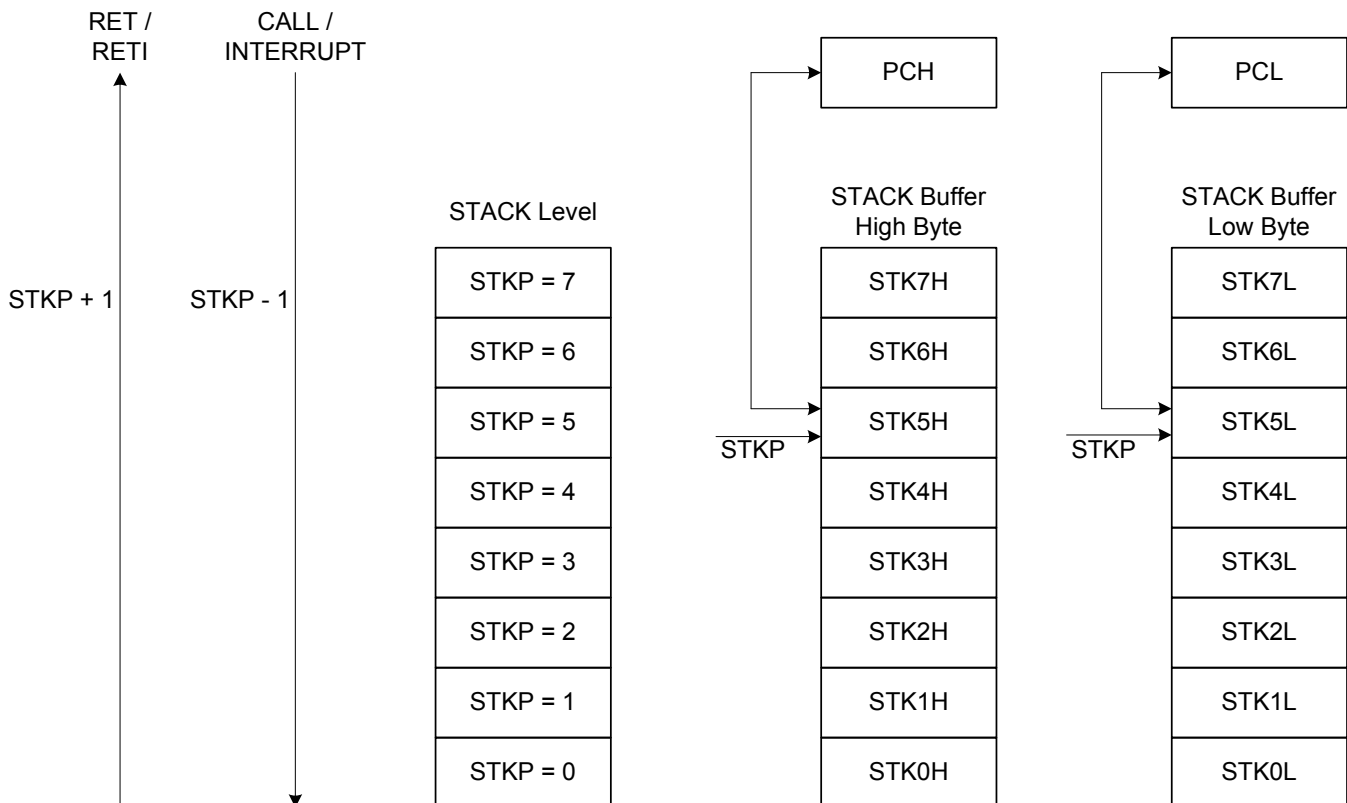 RET /
RETI
CALL /
INTERRUPT
PCH
PCL
STACK Level
STACK Buffer
High Byte
STACK Buffer
Low Byte
STKP + 1
STKP - 1
STKP = 7
STK7H
STK7L
STKP = 6
STK6H
STK6L
STKP = 5
STK5H
STK5L
STKP
STKP
STKP = 4
STK4H
STK4L
STKP = 3
STK3H
STK3L
STKP = 2
STK2H
STK2L
STKP = 1
STK1H
STK1L
STKP = 0
STK0H
STK0L